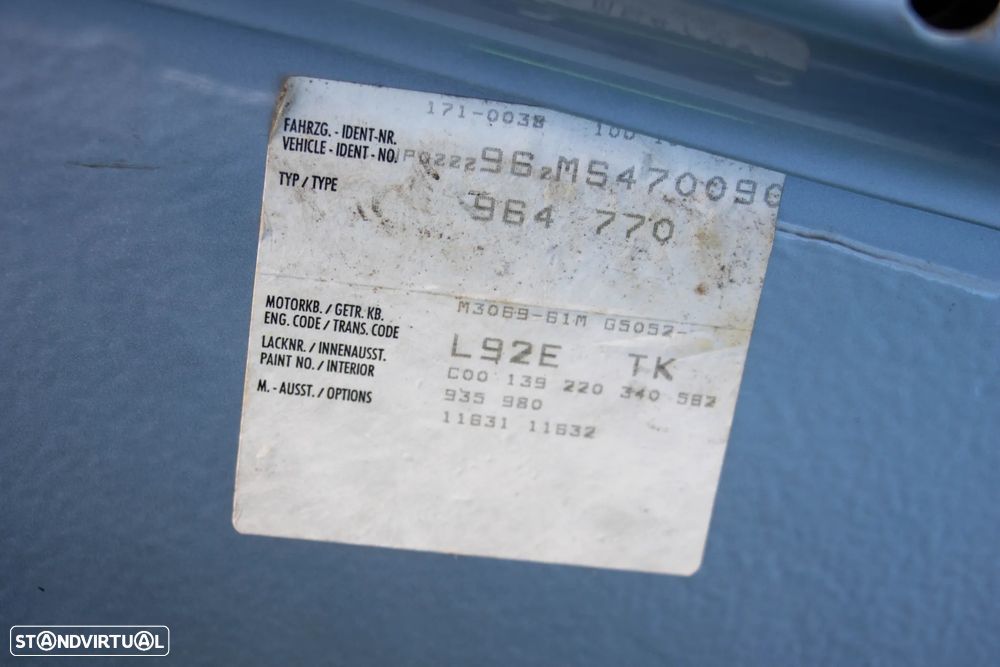 171-0038 100
FAHRZG. - IDENT-NR.
VEHICLE - IDENT - NO. P0ZZZ96ZMS470090
TYP / TYPE 964 770
MOTORKB. / GETR. KB. M3069-61M G5052-
ENG. CODE / TRANS. CODE
LACKNR. / INNENAUSST. L92E TK
PAINT NO. / INTERIOR
M. - AUSST. / OPTIONS C00 139 220 340 582
935 980
11631 11632
STANDVIRTUAL